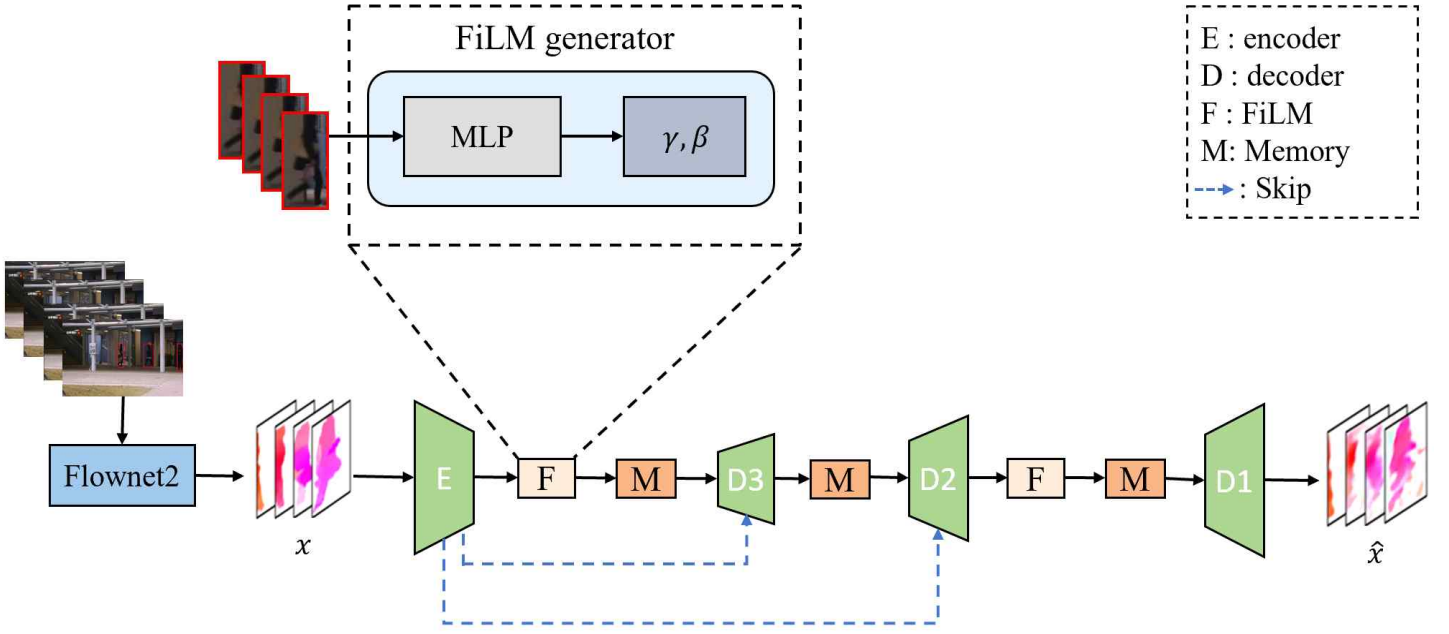 FiLM generator
MLP
γ, β
E : encoder
D : decoder
F : FiLM
M: Memory
: Skip
Flownet2
x
E
F
M
D3
M
D2
F
M
D1
x̂